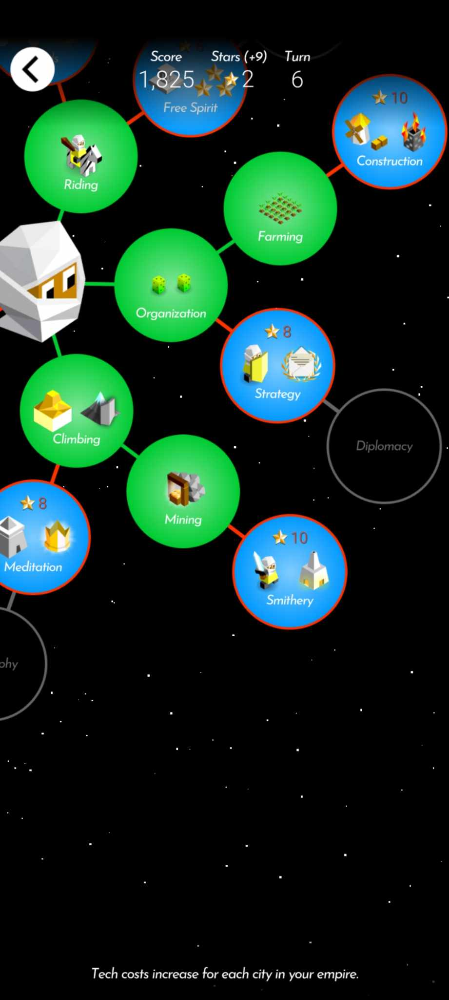 Score Stars (+9) Turn
1,825 2 6
Free Spirit
10
Construction
Riding
Farming
Organization
8
Strategy
Climbing
Diplomacy
8
Meditation
Mining
10
Smithery
phy
Tech costs increase for each city in your empire.